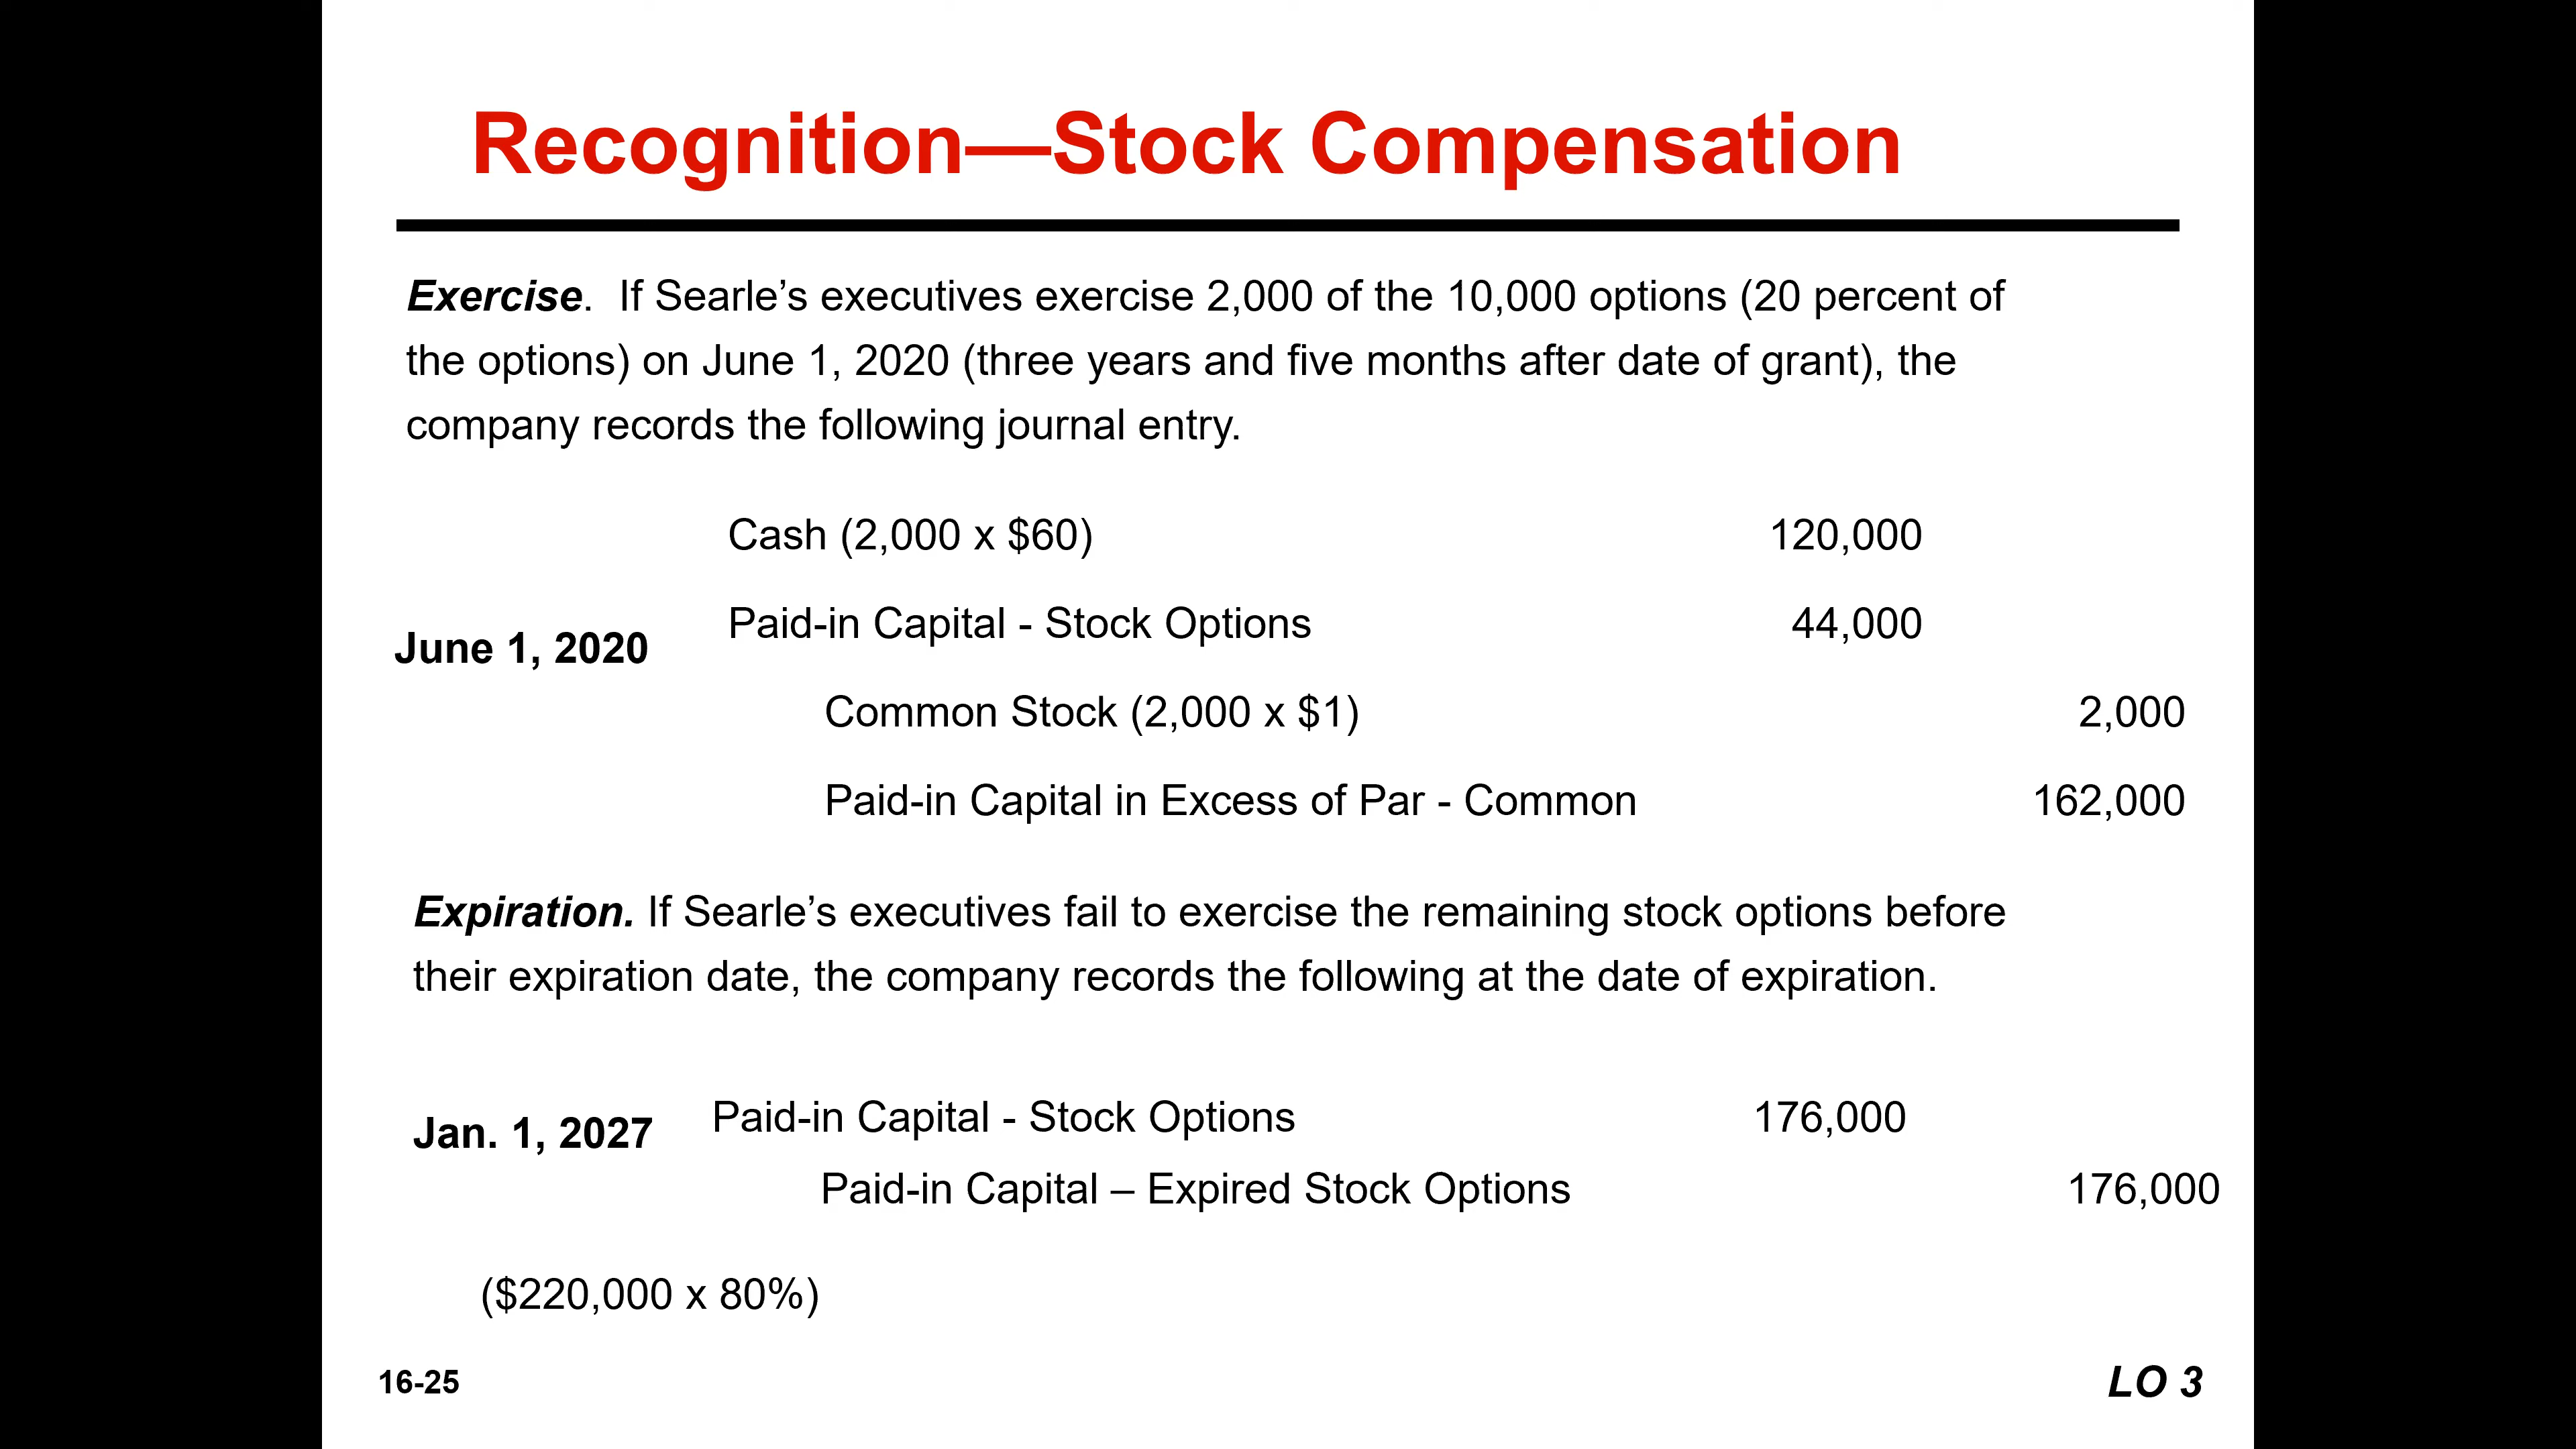 Recognition—Stock Compensation
Exercise.  If Searle’s executives exercise 2,000 of the 10,000 options (20 percent of
the options) on June 1, 2020 (three years and five months after date of grant), the
company records the following journal entry.
Cash (2,000 x $60) 120,000
Paid-in Capital - Stock Options 44,000
June 1, 2020
Common Stock (2,000 x $1) 2,000
Paid-in Capital in Excess of Par - Common 162,000
Expiration. If Searle’s executives fail to exercise the remaining stock options before
their expiration date, the company records the following at the date of expiration.
Jan. 1, 2027 Paid-in Capital - Stock Options 176,000
Paid-in Capital – Expired Stock Options 176,000
($220,000 x 80%)
16-25 LO 3